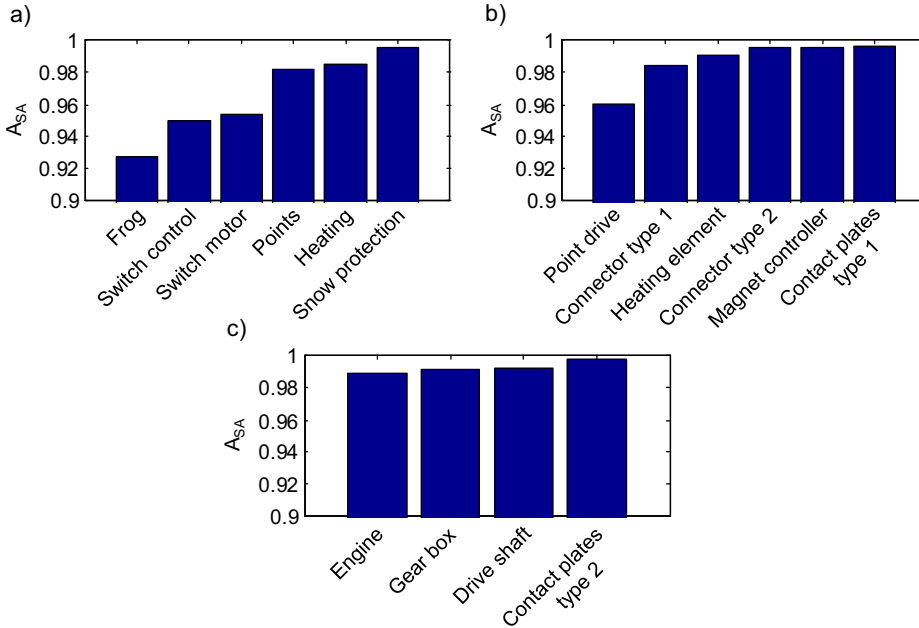 a)
1
0.98
0.96
0.94
0.92
0.9
A_SA
Frog
Switch control
Switch motor
Points
Heating
Snow protection
b)
1
0.98
0.96
0.94
0.92
0.9
A_SA
Point drive
Connector type 1
Heating element
Connector type 2
Magnet controller
Contact plates
type 1
c)
1
0.98
0.96
0.94
0.92
0.9
A_SA
Engine
Gear box
Drive shaft
Contact plates
type 2